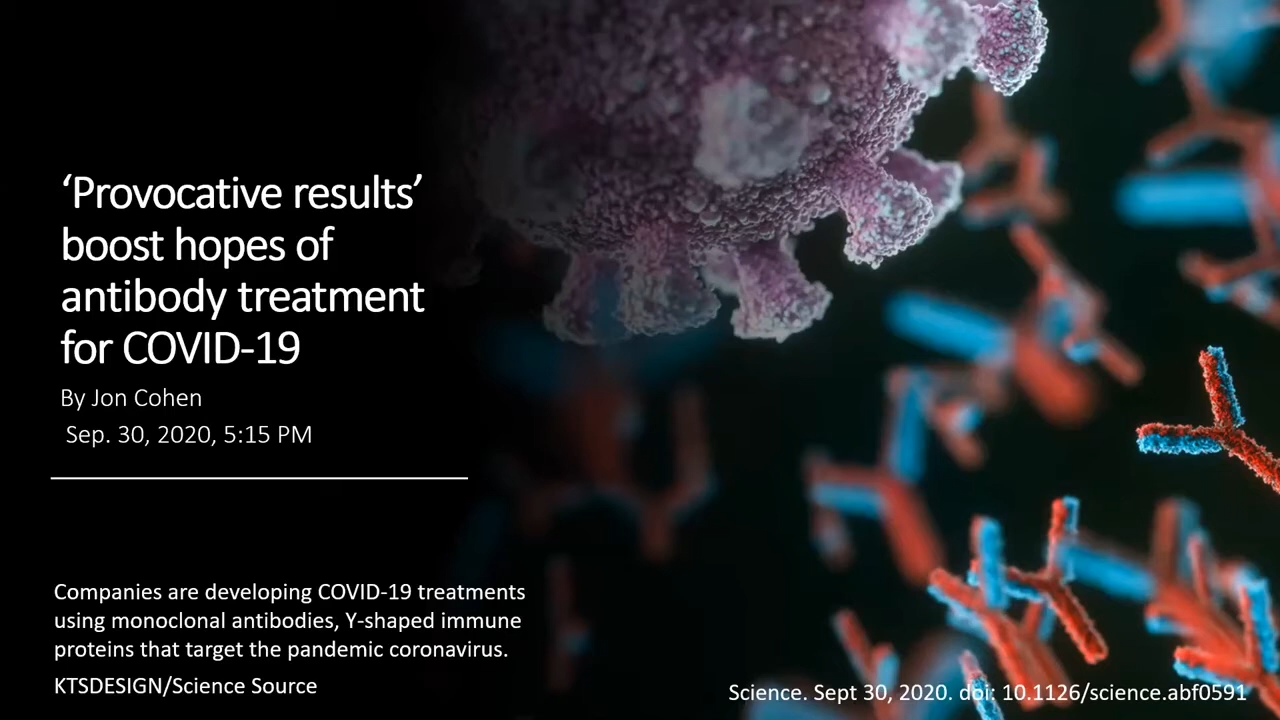 ‘Provocative results’
boost hopes of
antibody treatment
for COVID-19
By Jon Cohen
Sep. 30, 2020, 5:15 PM
Companies are developing COVID-19 treatments
using monoclonal antibodies, Y-shaped immune
proteins that target the pandemic coronavirus.
KTSDESIGN/Science Source
Science. Sept 30, 2020. doi: 10.1126/science.abf0591